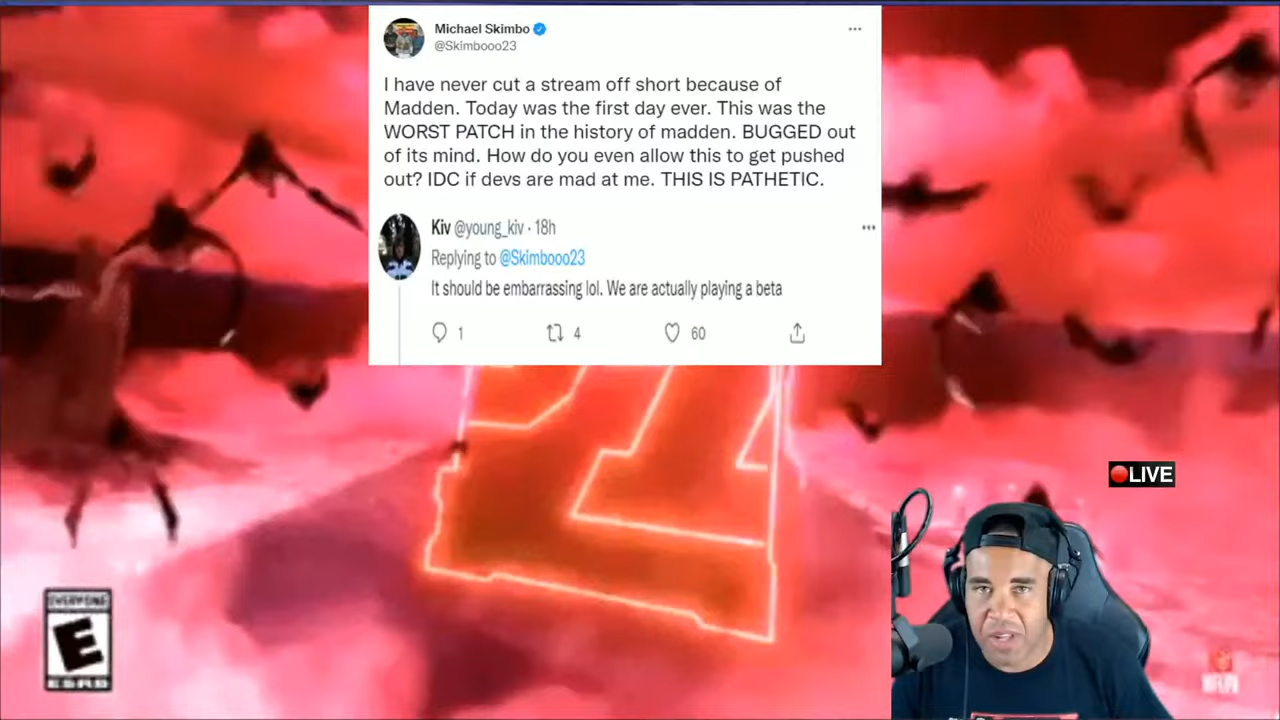 Michael Skimbo
@Skimbooo23
I have never cut a stream off short because of
Madden. Today was the first day ever. This was the
WORST PATCH in the history of madden. BUGGED out
of its mind. How do you even allow this to get pushed
out? IDC if devs are mad at me. THIS IS PATHETIC.
Kiv @young_kiv · 18h
Replying to @Skimbooo23
It should be embarrassing lol. We are actually playing a beta
1 4 60
LIVE
EVERYONE
E
ESRB
NFLPA